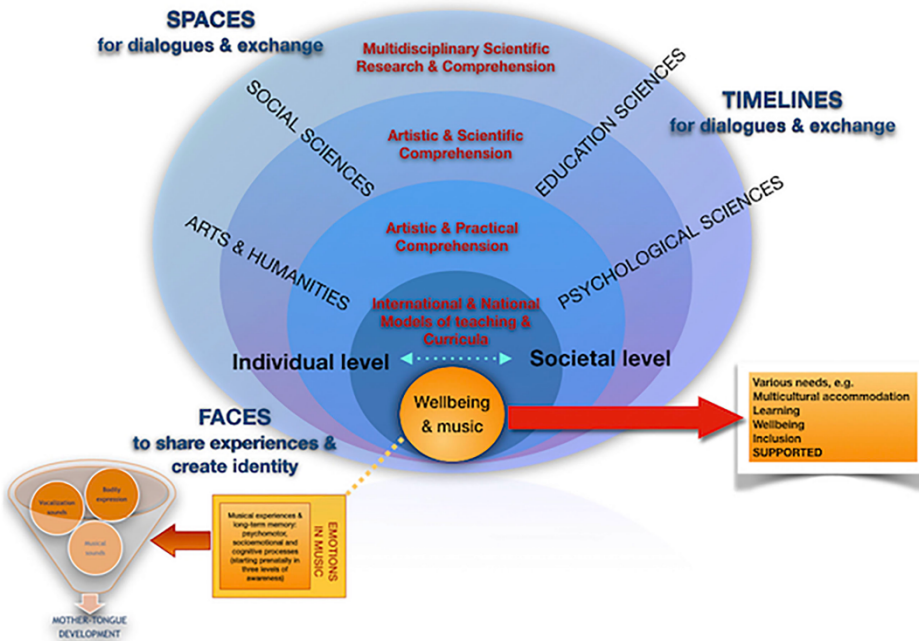 SPACES
for dialogues & exchange
Multidisciplinary Scientific
Research & Comprehension
SOCIAL SCIENCES
EDUCATION SCIENCES
TIMELINES
for dialogues & exchange
Artistic & Scientific
Comprehension
ARTS & HUMANITIES
PSYCHOLOGICAL SCIENCES
Artistic & Practical
Comprehension
International & National
Models of teaching &
Curricula
Individual level
Societal level
Wellbeing
& music
Various needs, e.g.
Multicultural accommodation
Learning
Wellbeing
Inclusion
SUPPORTED
FACES
to share experiences &
create identity
Vocalization
sounds
Bodily
expression
Musical
sounds
Musical experiences &
long-term memory:
psychomotor,
socioemotional and
cognitive processes
(starting prenatally in
three levels of
awareness)
EMOTIONS
IN MUSIC
MOTHER-TONGUE
DEVELOPMENT